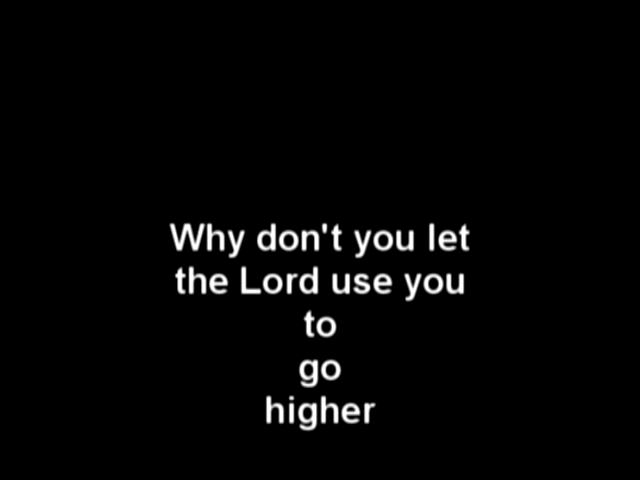 Why don't you let
the Lord use you
to
go
higher